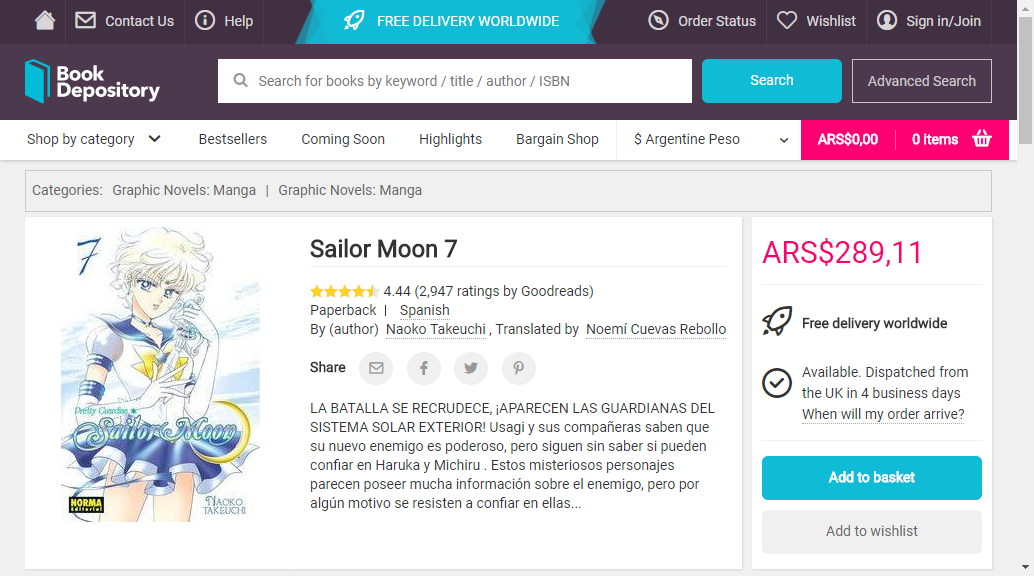 Contact Us
Help
FREE DELIVERY WORLDWIDE
Order Status
Wishlist
Sign in/Join
Book
Depository
Search for books by keyword / title / author / ISBN
Search
Advanced Search
Shop by category
Bestsellers
Coming Soon
Highlights
Bargain Shop
$ Argentine Peso
ARS$0,00
0 items
Categories: Graphic Novels: Manga | Graphic Novels: Manga
7
Pretty Guardian
Sailor Moon
NORMA
Editorial
NAOKO
TAKEUCHI
Sailor Moon 7
4.44 (2,947 ratings by Goodreads)
Paperback | Spanish
By (author) Naoko Takeuchi , Translated by Noemí Cuevas Rebollo
Share
LA BATALLA SE RECRUDECE, ¡APARECEN LAS GUARDIANAS DEL
SISTEMA SOLAR EXTERIOR! Usagi y sus compañeras saben que
su nuevo enemigo es poderoso, pero siguen sin saber si pueden
confiar en Haruka y Michiru . Estos misteriosos personajes
parecen poseer mucha información sobre el enemigo, pero por
algún motivo se resisten a confiar en ellas...
ARS$289,11
Free delivery worldwide
Available. Dispatched from
the UK in 4 business days
When will my order arrive?
Add to basket
Add to wishlist